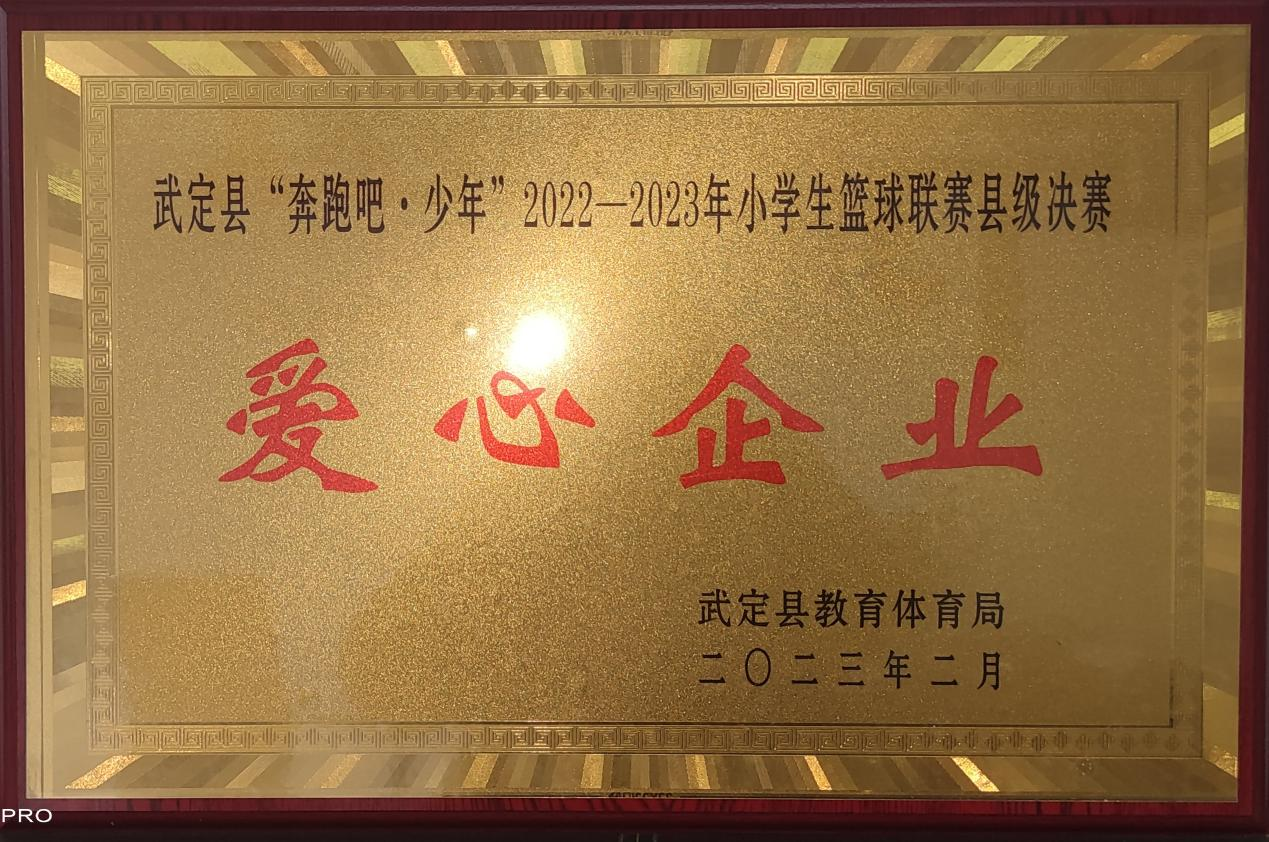 武定县“奔跑吧·少年”2022—2023年小学生篮球联赛县级决赛
爱心企业
武定县教育体育局
二〇二三年二月
PRO